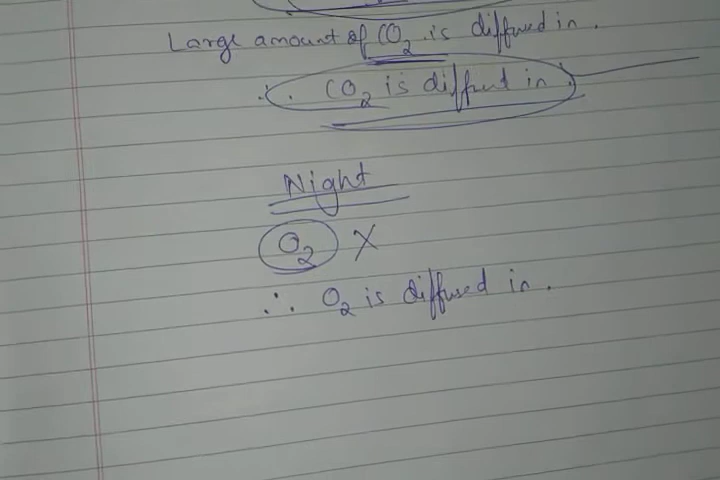 Large amount of CO2 is diffused in.
∴ CO2 is diffused in.
Night
O2 X
∴ O2 is diffused in.